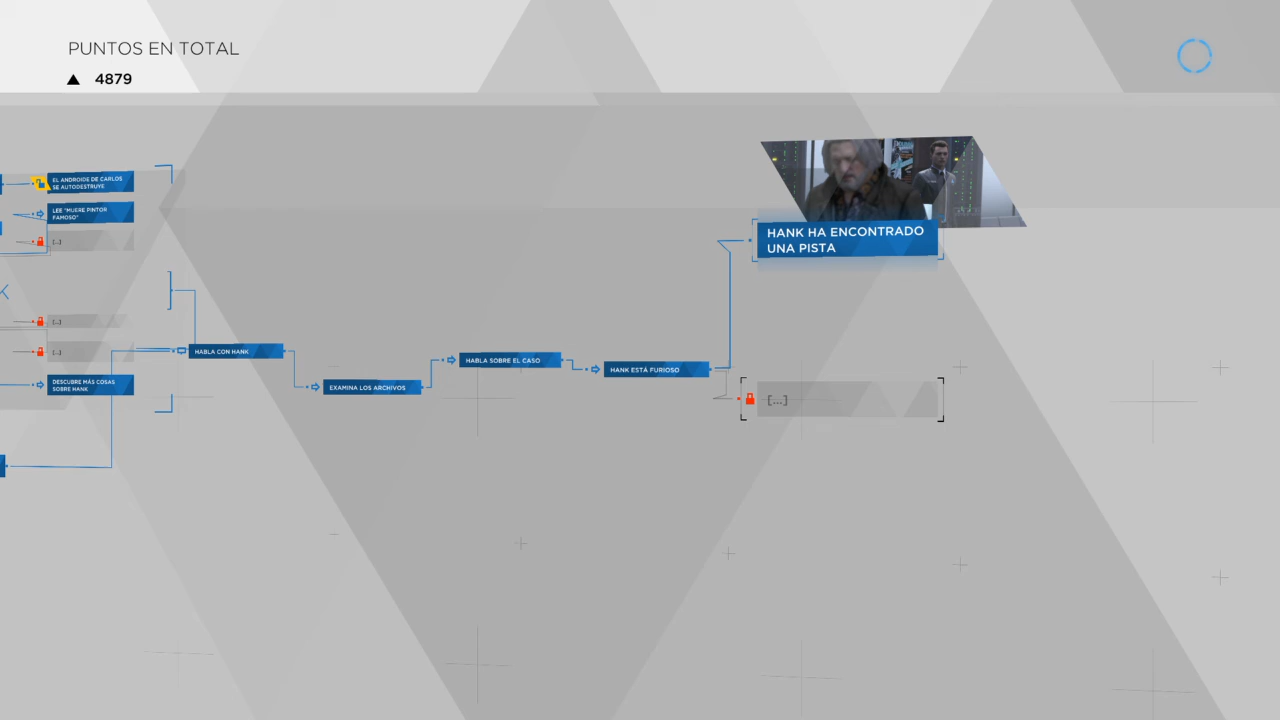 PUNTOS EN TOTAL
4879
EL ANDROIDE DE CARLOS
SE AUTODESTRUYE
LEE "MUERE PINTOR
FAMOSO"
[...]
HANK HA ENCONTRADO
UNA PISTA
K
[...]
[...]
HABLA CON HANK
DESCUBRE MÁS COSAS
SOBRE HANK
EXAMINA LOS ARCHIVOS
HABLA SOBRE EL CASO
HANK ESTÁ FURIOSO
[...]